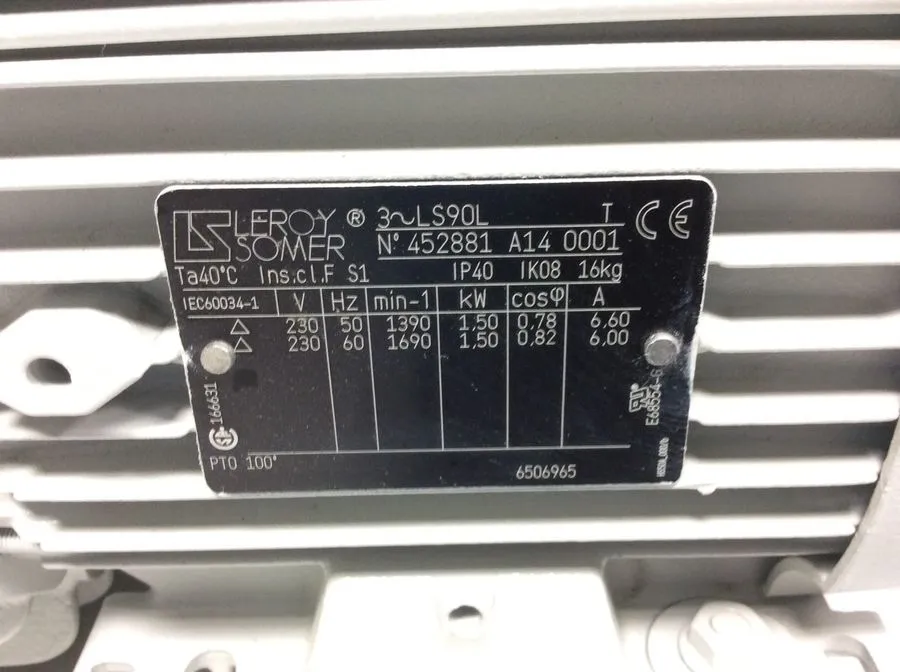 LEROY ® 3~LS90L T CE
SOMER N° 452881 A14 0001
Ta40°C Ins.cl.F S1 IP40 IK08 16kg
IEC60034-1 V Hz min-1 kW cosφ A
△ 230 50 1390 1,50 0,78 6,60
△ 230 60 1690 1,50 0,82 6,00
166631
E68554-G
PTO 100°
6506965